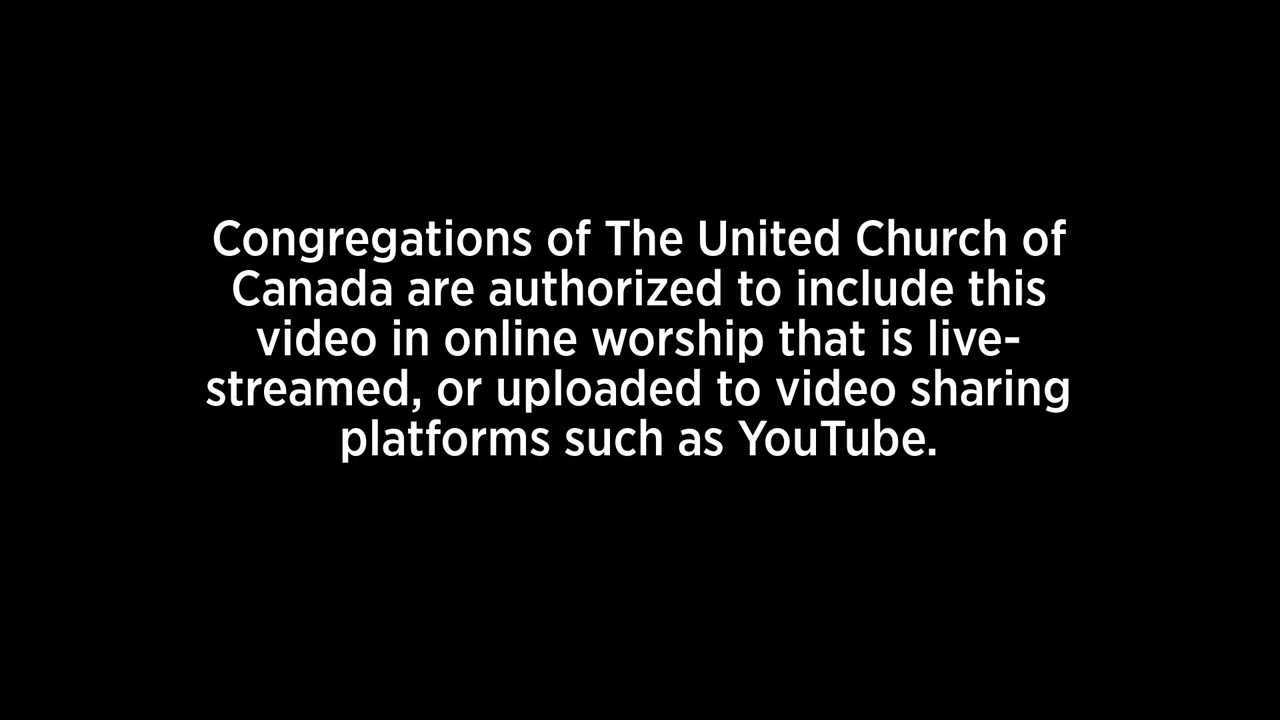 Congregations of The United Church of
Canada are authorized to include this
video in online worship that is live-
streamed, or uploaded to video sharing
platforms such as YouTube.